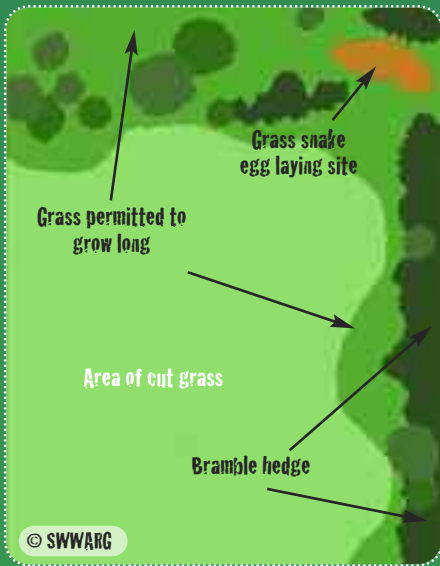 Grass snake
egg laying site
Grass permitted to
grow long
Area of cut grass
Bramble hedge
© SWWARG